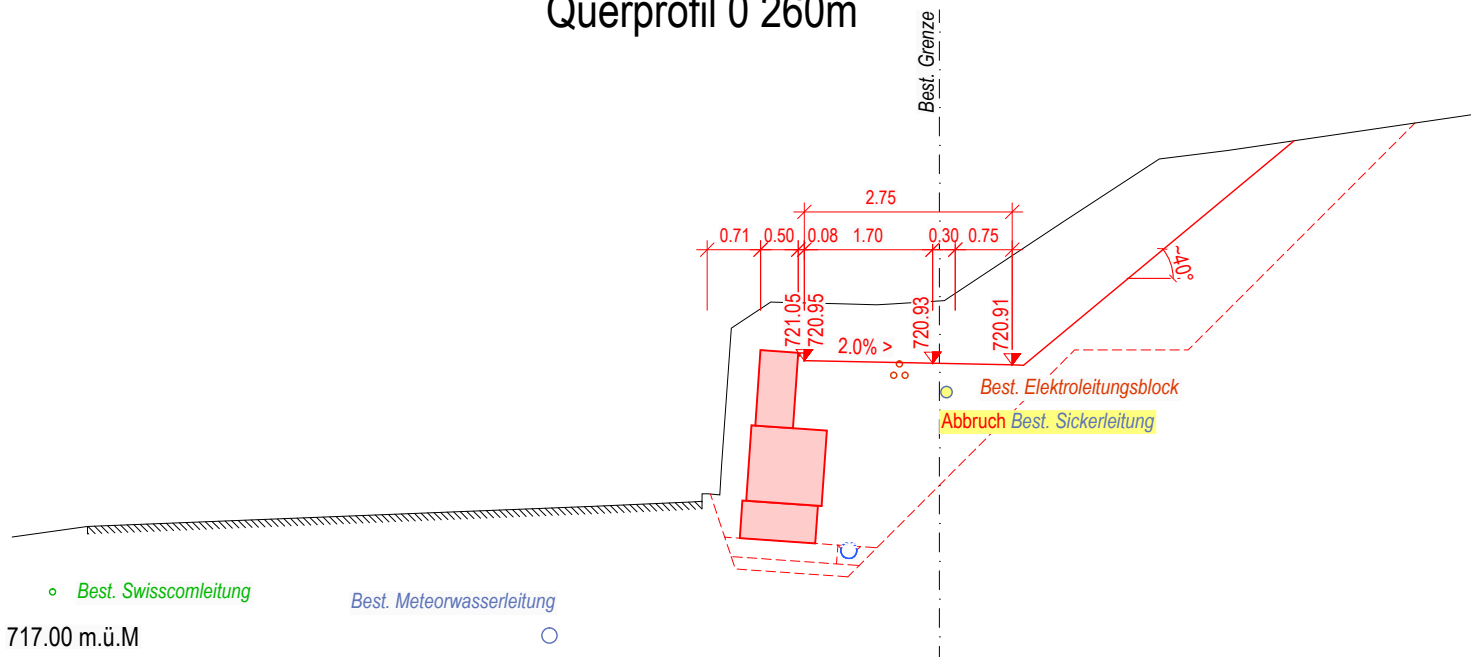 Querprofil 0 260m
Best. Grenze
2.75
0.71 0.50 0.08 1.70 0.30 0.75
721.05
720.95
720.93
720.91
~40°
2.0% >
Best. Elektroleitungsblock
Abbruch Best. Sickerleitung
Best. Swisscomleitung
Best. Meteorwasserleitung
717.00 m.ü.M